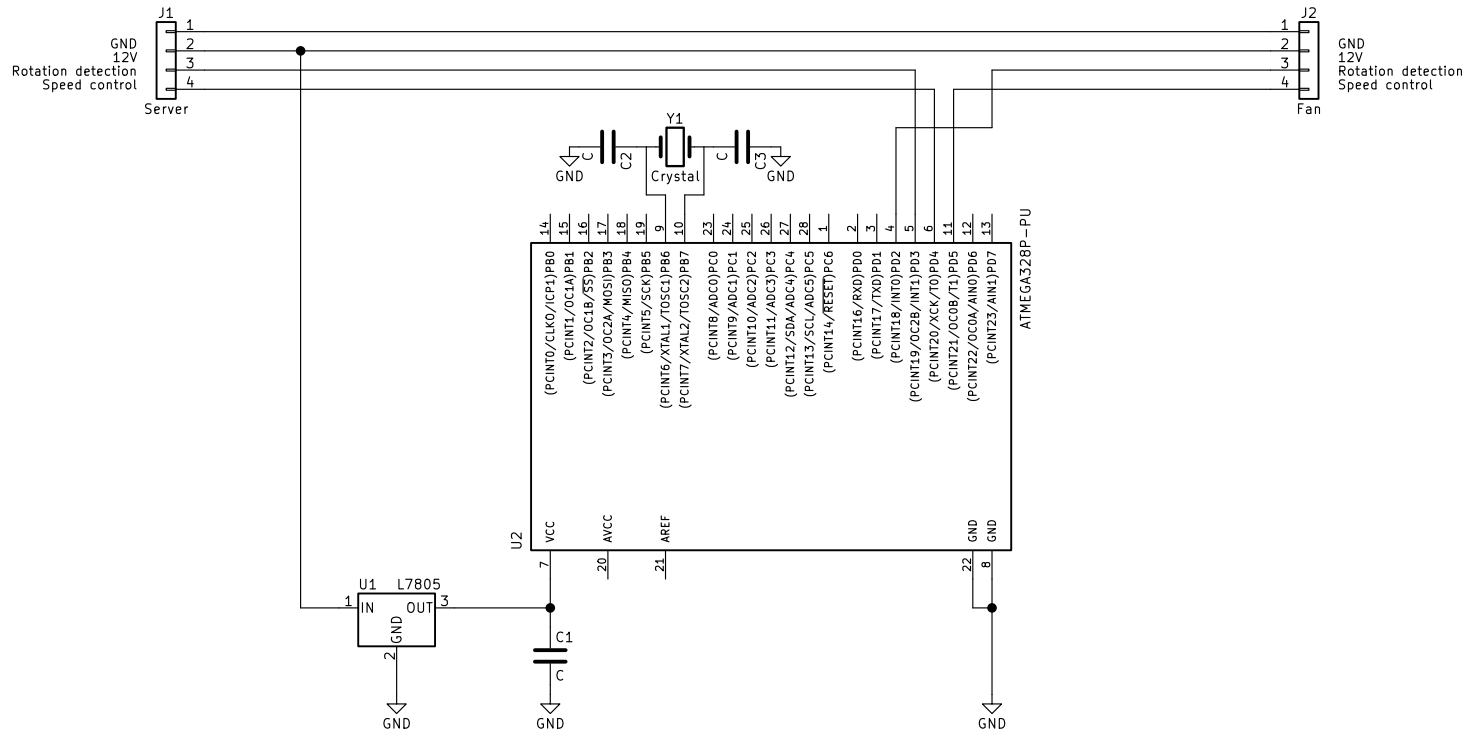 J1
J2
1
2
3
4
GND
12V
Rotation detection
Speed control
Server
1
2
3
4
GND
12V
Rotation detection
Speed control
Fan
Y1
C
C2
C
C3
GND
Crystal
GND
14
15
16
17
18
19
9
10
23
24
25
26
27
28
1
2
3
4
5
6
11
12
13
(PCINT0/CLKO/ICP1)PB0
(PCINT1/OC1A)PB1
(PCINT2/OC1B/SS)PB2
(PCINT3/OC2A/MOSI)PB3
(PCINT4/MISO)PB4
(PCINT5/SCK)PB5
(PCINT6/XTAL1/TOSC1)PB6
(PCINT7/XTAL2/TOSC2)PB7
(PCINT8/ADC0)PC0
(PCINT9/ADC1)PC1
(PCINT10/ADC2)PC2
(PCINT11/ADC3)PC3
(PCINT12/SDA/ADC4)PC4
(PCINT13/SCL/ADC5)PC5
(PCINT14/RESET)PC6
(PCINT16/RXD)PD0
(PCINT17/TXD)PD1
(PCINT18/INT0)PD2
(PCINT19/OC2B/INT1)PD3
(PCINT20/XCK/T0)PD4
(PCINT21/OC0B/T1)PD5
(PCINT22/OC0A/AIN0)PD6
(PCINT23/AIN1)PD7
ATMEGA328P-PU
U2
VCC
AVCC
AREF
GND
GND
7
20
21
22
8
U1 L7805
1
IN
OUT
3
GND
2
C1
C
GND
GND
GND